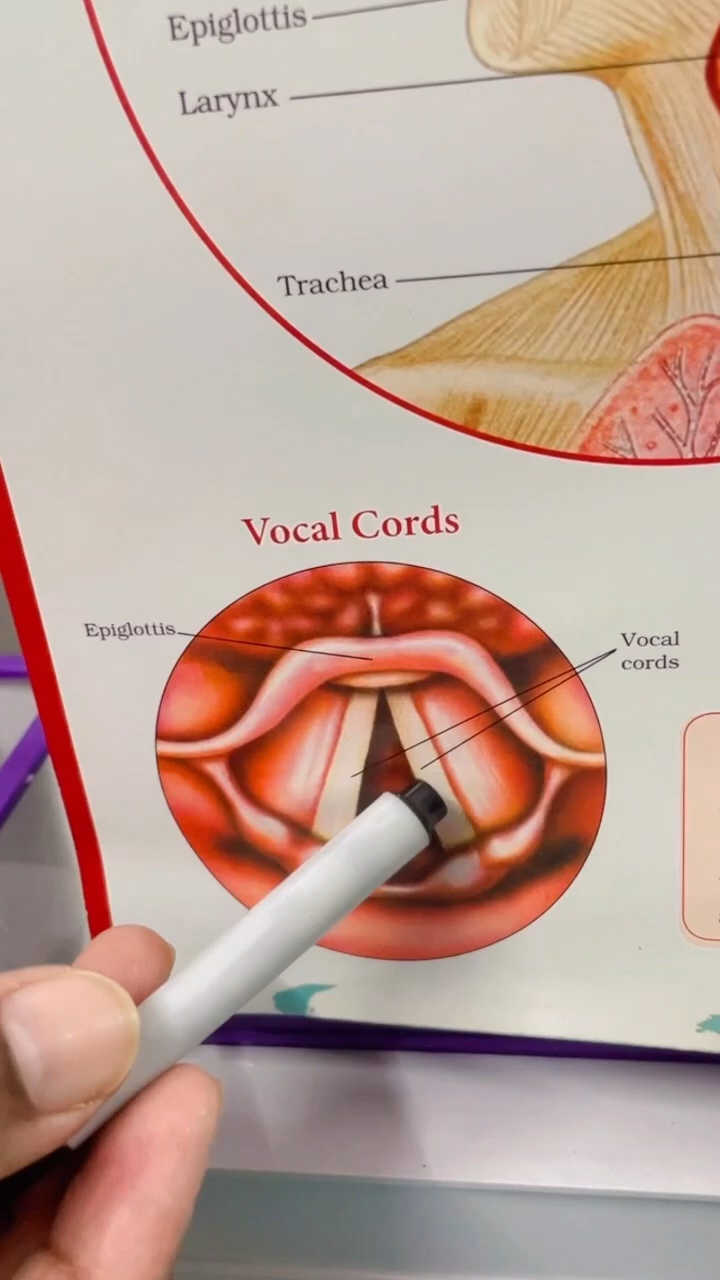 Epiglottis
Larynx
Trachea
Vocal Cords
Epiglottis
Vocal
cords